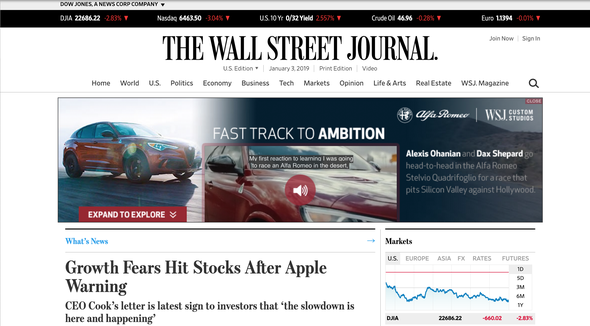 DOW JONES, A NEWS CORP COMPANY
DJIA 22686.22 -2.83% Nasdaq 6463.50 -3.04% U.S. 10 Yr 0/32 Yield 2.557% Crude Oil 46.96 -0.28% Euro 1.1394 -0.01%
Join Now Sign In
THE WALL STREET JOURNAL.
U.S. Edition January 3, 2019 Print Edition Video
Home World U.S. Politics Economy Business Tech Markets Opinion Life & Arts Real Estate WSJ. Magazine
CLOSE
Alfa Romeo WSJ. CUSTOM STUDIOS
FAST TRACK TO AMBITION
My first reaction to learning I was going
to race an Alfa Romeo in the desert.
Alexis Ohanian and Dax Shepard go
head-to-head in the Alfa Romeo
Stelvio Quadrifoglio for a race that
pits Silicon Valley against Hollywood.
EXPAND TO EXPLORE
What's News
Growth Fears Hit Stocks After Apple
Warning
CEO Cook's letter is latest sign to investors that 'the slowdown is
here and happening'
Markets
U.S. EUROPE ASIA FX RATES FUTURES
1D
5D
3M
6M
1Y
DJIA 22686.22 -660.02 -2.83%